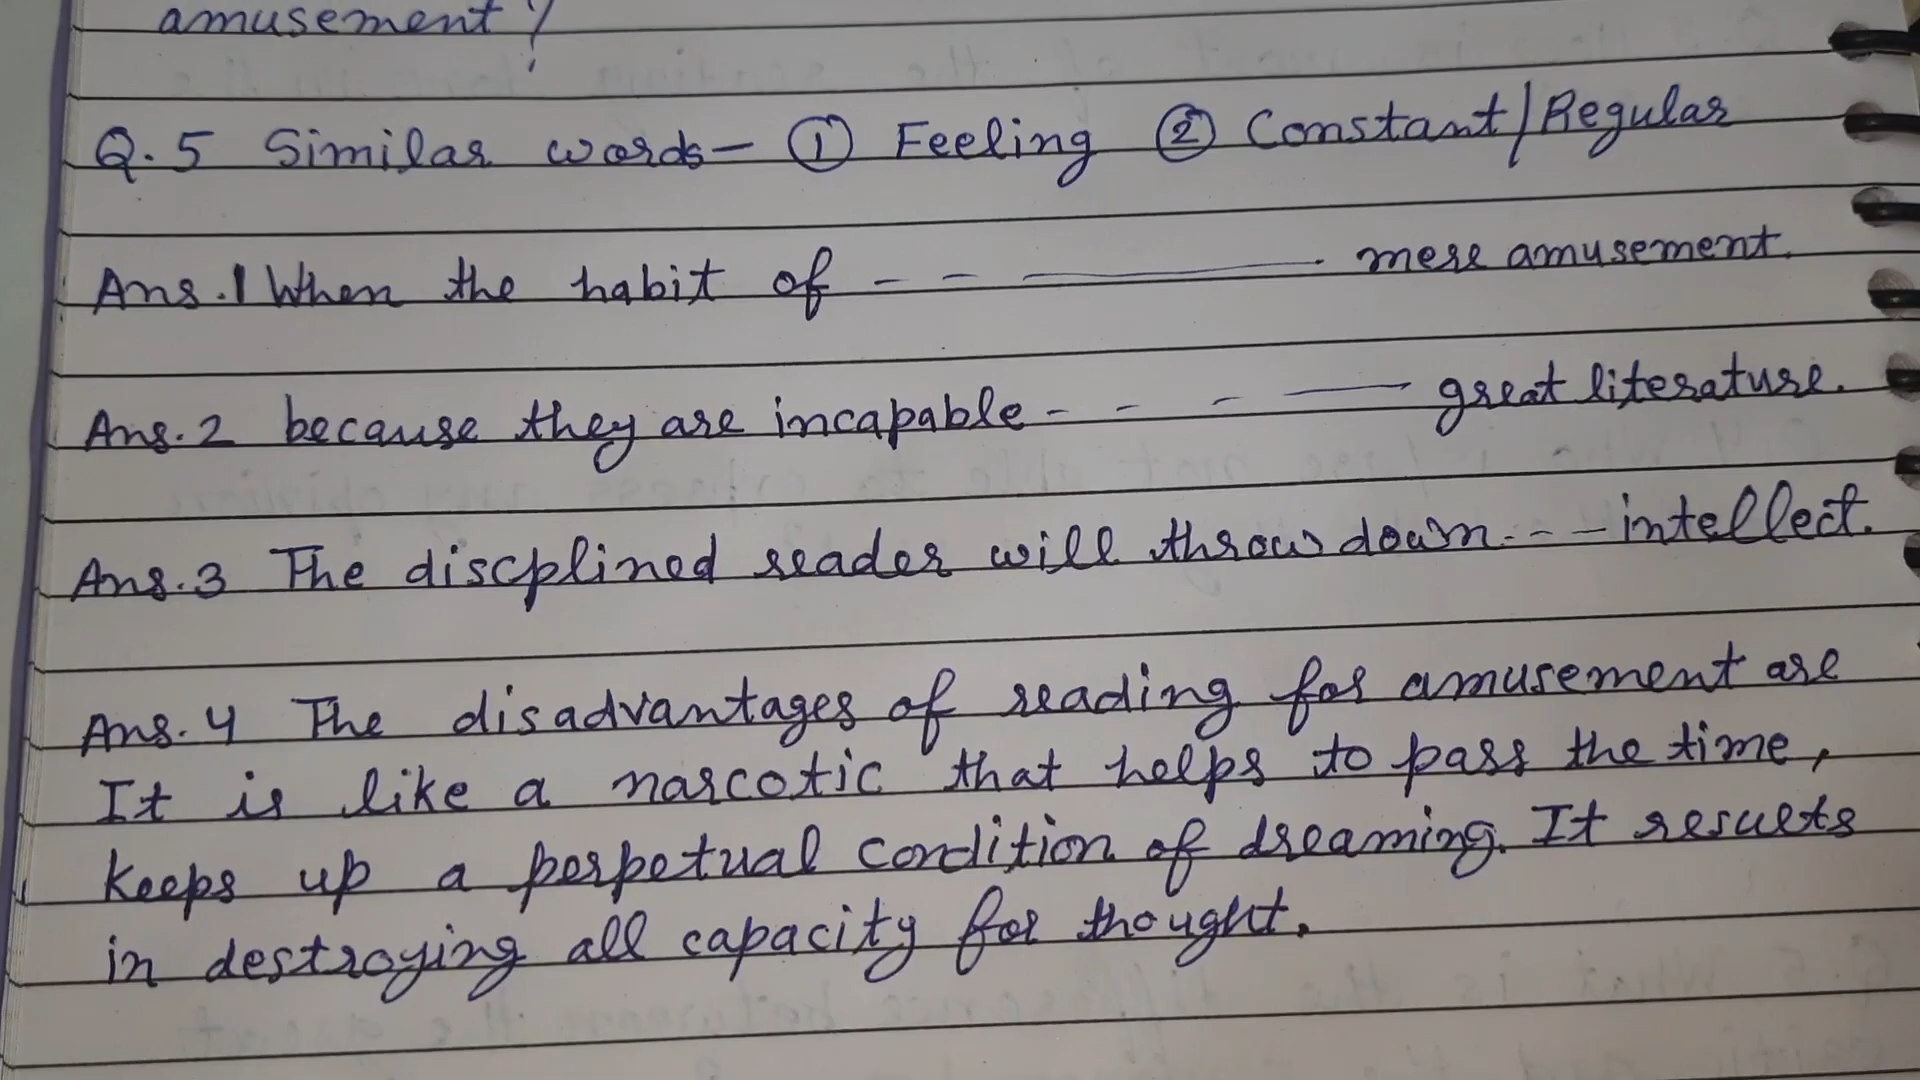 amusement?
Q.5 Similar words- ① Feeling ② Constant/Regular
Ans.1 When the habit of - - ———. mere amusement.
Ans.2 because they are incapable - - - — great literature.
Ans.3 The discplined reader will throw down - - - intellect.
Ans.4 The disadvantages of reading for amusement are
It is like a narcotic that helps to pass the time,
keeps up a perpetual condition of dreaming. It results
in destroying all capacity for thought.